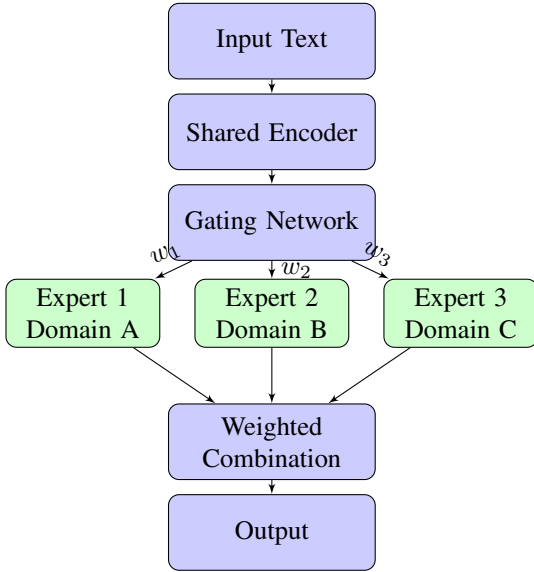 Input Text
Shared Encoder
Gating Network
w₁
w₂
w₃
Expert 1
Domain A
Expert 2
Domain B
Expert 3
Domain C
Weighted
Combination
Output